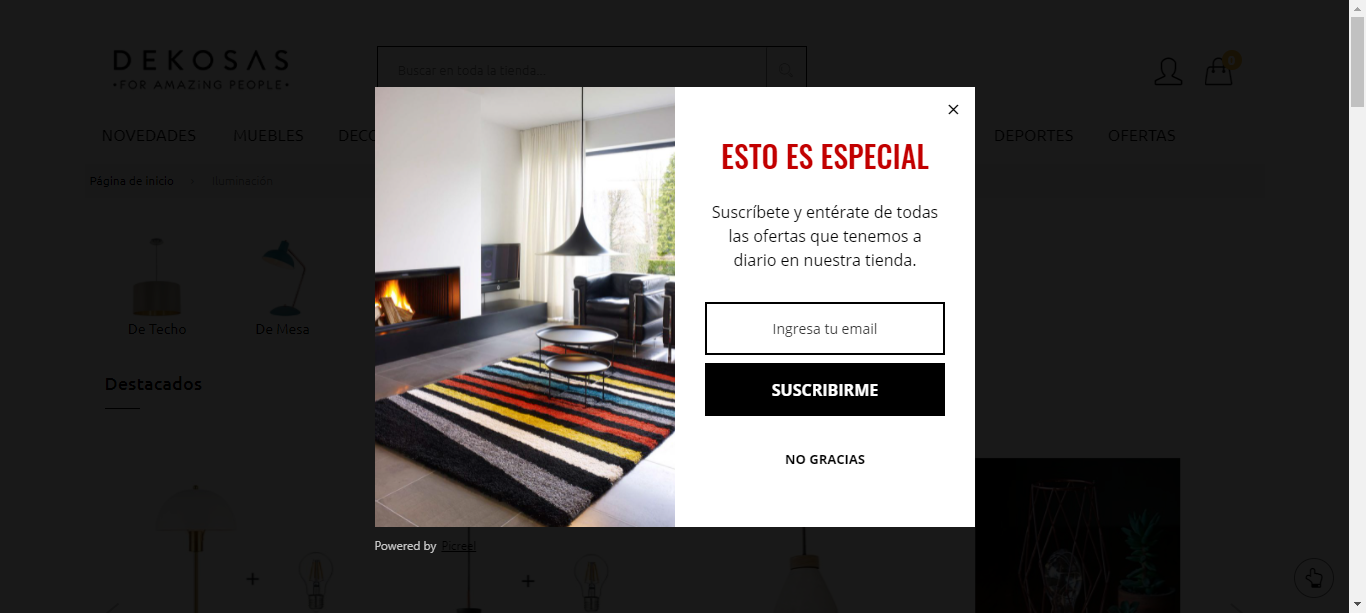 DEKOSAS
•FOR AMAZING PEOPLE•
Buscar en toda la tienda...
0
NOVEDADES MUEBLES DECO DEPORTES OFERTAS
Página de inicio › Iluminación
De Techo De Mesa
Destacados
×
ESTO ES ESPECIAL
Suscríbete y entérate de todas
las ofertas que tenemos a
diario en nuestra tienda.
Ingresa tu email
SUSCRIBIRME
NO GRACIAS
Powered by Picreel
+ +